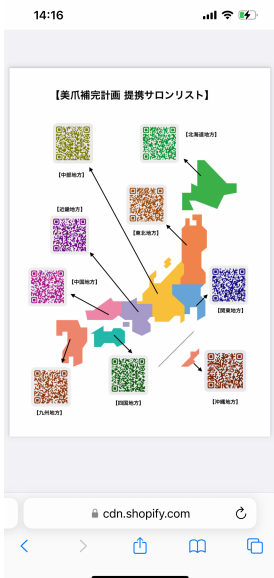 14:16
【美爪補完計画 提携サロンリスト】
【北海道地方】
【中部地方】
【近畿地方】
【東北地方】
【中国地方】
【関東地方】
【四国地方】
【沖縄地方】
【九州地方】
cdn.shopify.com